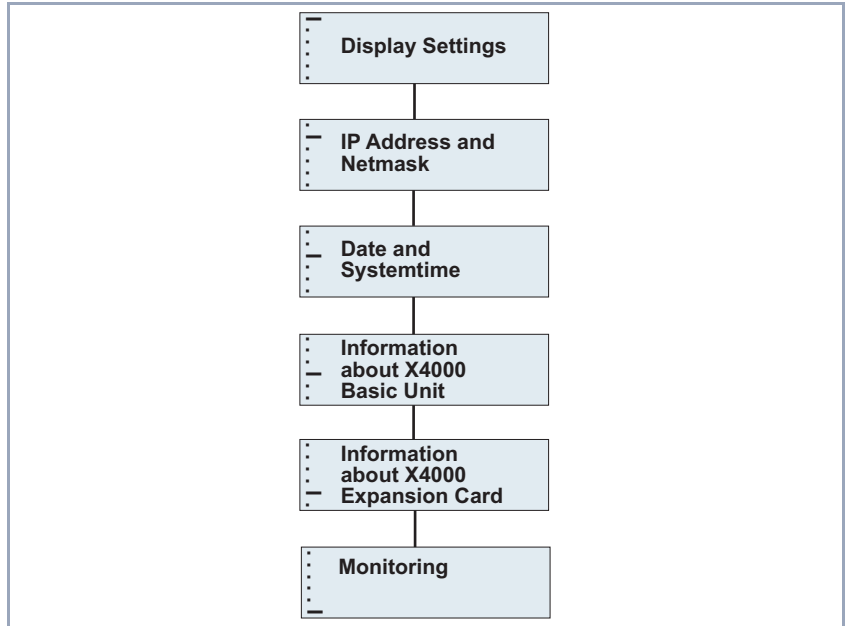 Display Settings
IP Address and
Netmask
Date and
Systemtime
Information
about X4000
Basic Unit
Information
about X4000
Expansion Card
Monitoring